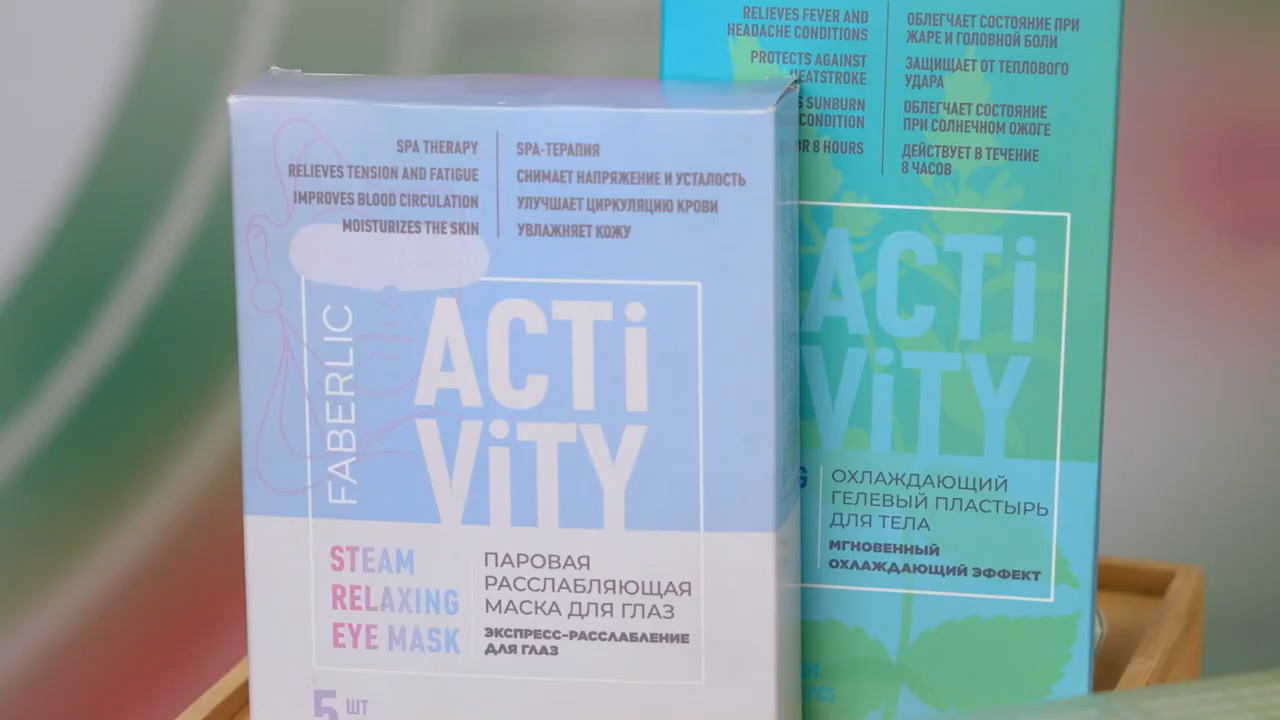 SPA THERAPY
RELIEVES TENSION AND FATIGUE
IMPROVES BLOOD CIRCULATION
MOISTURIZES THE SKIN
SPA-ТЕРАПИЯ
СНИМАЕТ НАПРЯЖЕНИЕ И УСТАЛОСТЬ
УЛУЧШАЕТ ЦИРКУЛЯЦИЮ КРОВИ
УВЛАЖНЯЕТ КОЖУ
FABERLIC
ACTi
ViTY
STEAM
RELAXING
EYE MASK
ПАРОВАЯ
РАССЛАБЛЯЮЩАЯ
МАСКА ДЛЯ ГЛАЗ
ЭКСПРЕСС-РАССЛАБЛЕНИЕ
ДЛЯ ГЛАЗ
5 ШТ
RELIEVES FEVER AND
HEADACHE CONDITIONS
PROTECTS AGAINST
HEATSTROKE
SUNBURN
CONDITION
8 HOURS
ОБЛЕГЧАЕТ СОСТОЯНИЕ ПРИ
ЖАРЕ И ГОЛОВНОЙ БОЛИ
ЗАЩИЩАЕТ ОТ ТЕПЛОВОГО
УДАРА
ОБЛЕГЧАЕТ СОСТОЯНИЕ
ПРИ СОЛНЕЧНОМ ОЖОГЕ
ДЕЙСТВУЕТ В ТЕЧЕНИЕ
8 ЧАСОВ
ACTi
ViTY
ОХЛАЖДАЮЩИЙ
ГЕЛЕВЫЙ ПЛАСТЫРЬ
ДЛЯ ТЕЛА
МГНОВЕННЫЙ
ОХЛАЖДАЮЩИЙ ЭФФЕКТ
PCS